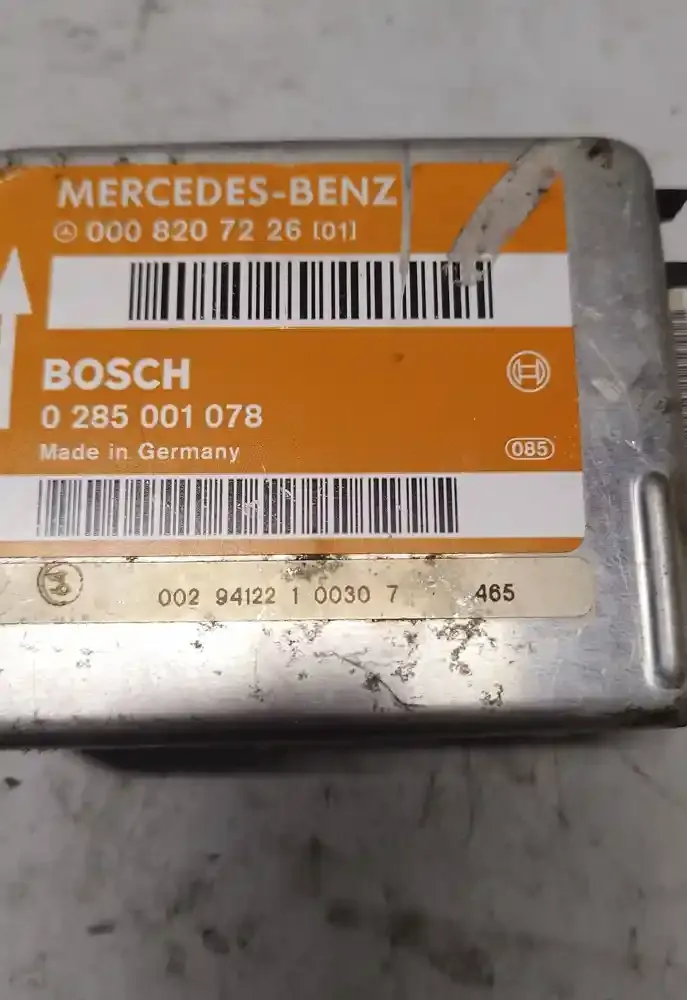 MERCEDES-BENZ
000 820 72 26 [01]
BOSCH
0 285 001 078
Made in Germany
085
002 94122 1 0030 7 465